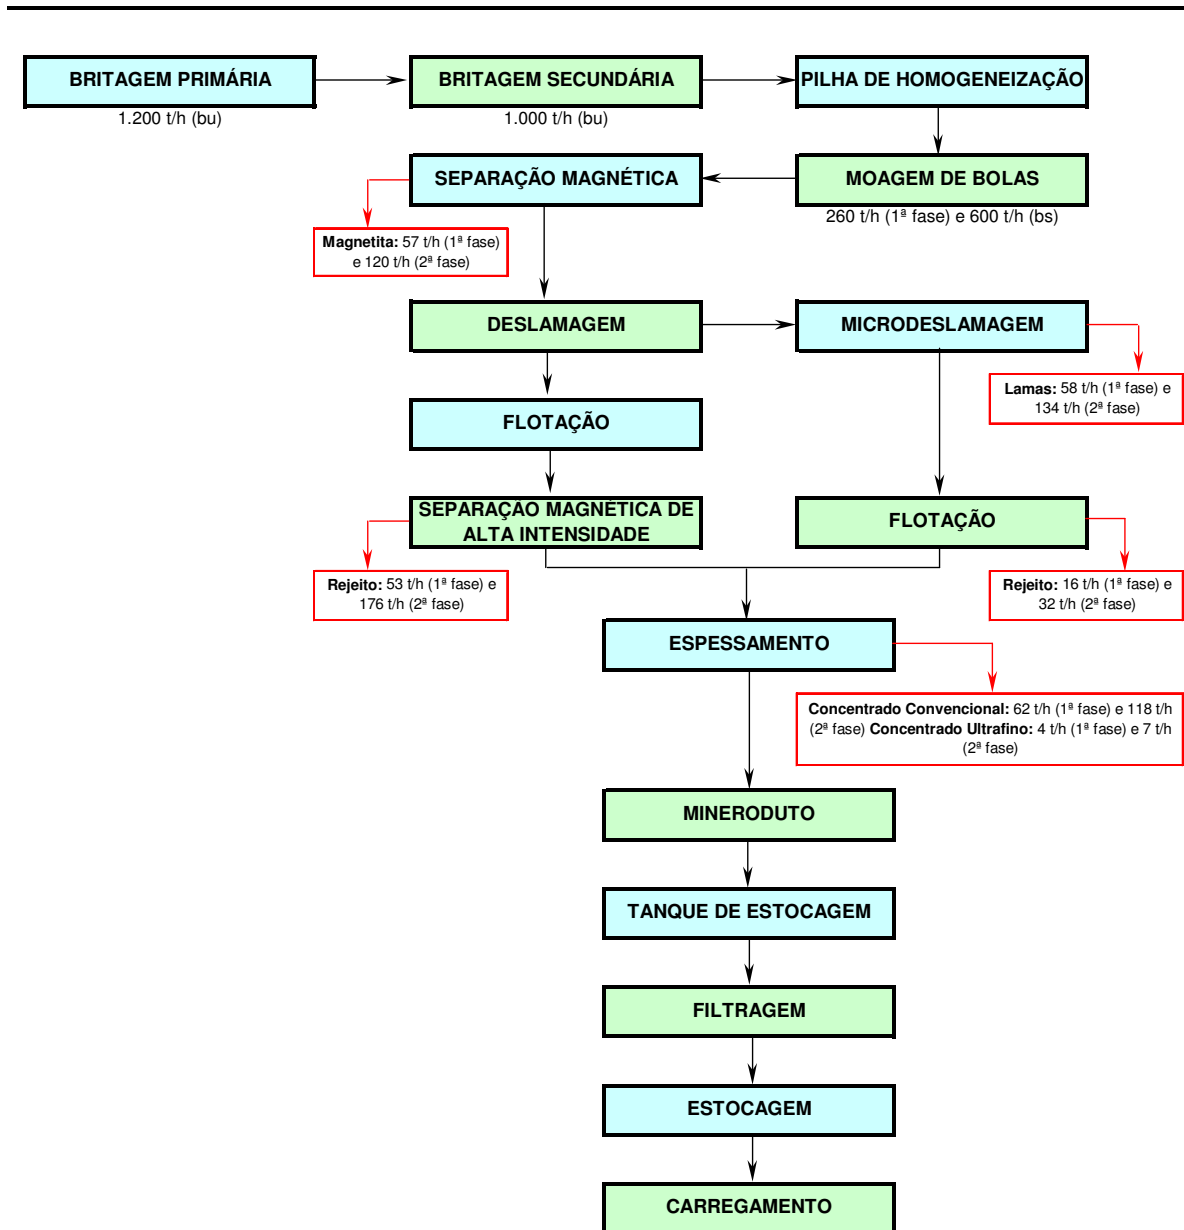 BRITAGEM PRIMÁRIA
1.200 t/h (bu)
BRITAGEM SECUNDÁRIA
1.000 t/h (bu)
PILHA DE HOMOGENEIZAÇÃO
MOAGEM DE BOLAS
260 t/h (1ª fase) e 600 t/h (bs)
SEPARAÇÃO MAGNÉTICA
Magnetita: 57 t/h (1ª fase)
e 120 t/h (2ª fase)
DESLAMAGEM
MICRODESLAMAGEM
Lamas: 58 t/h (1ª fase) e
134 t/h (2ª fase)
FLOTAÇÃO
SEPARAÇÃO MAGNÉTICA DE
ALTA INTENSIDADE
FLOTAÇÃO
Rejeito: 53 t/h (1ª fase) e
176 t/h (2ª fase)
Rejeito: 16 t/h (1ª fase) e
32 t/h (2ª fase)
ESPESSAMENTO
Concentrado Convencional: 62 t/h (1ª fase) e 118 t/h
(2ª fase) Concentrado Ultrafino: 4 t/h (1ª fase) e 7 t/h
(2ª fase)
MINERODUTO
TANQUE DE ESTOCAGEM
FILTRAGEM
ESTOCAGEM
CARREGAMENTO